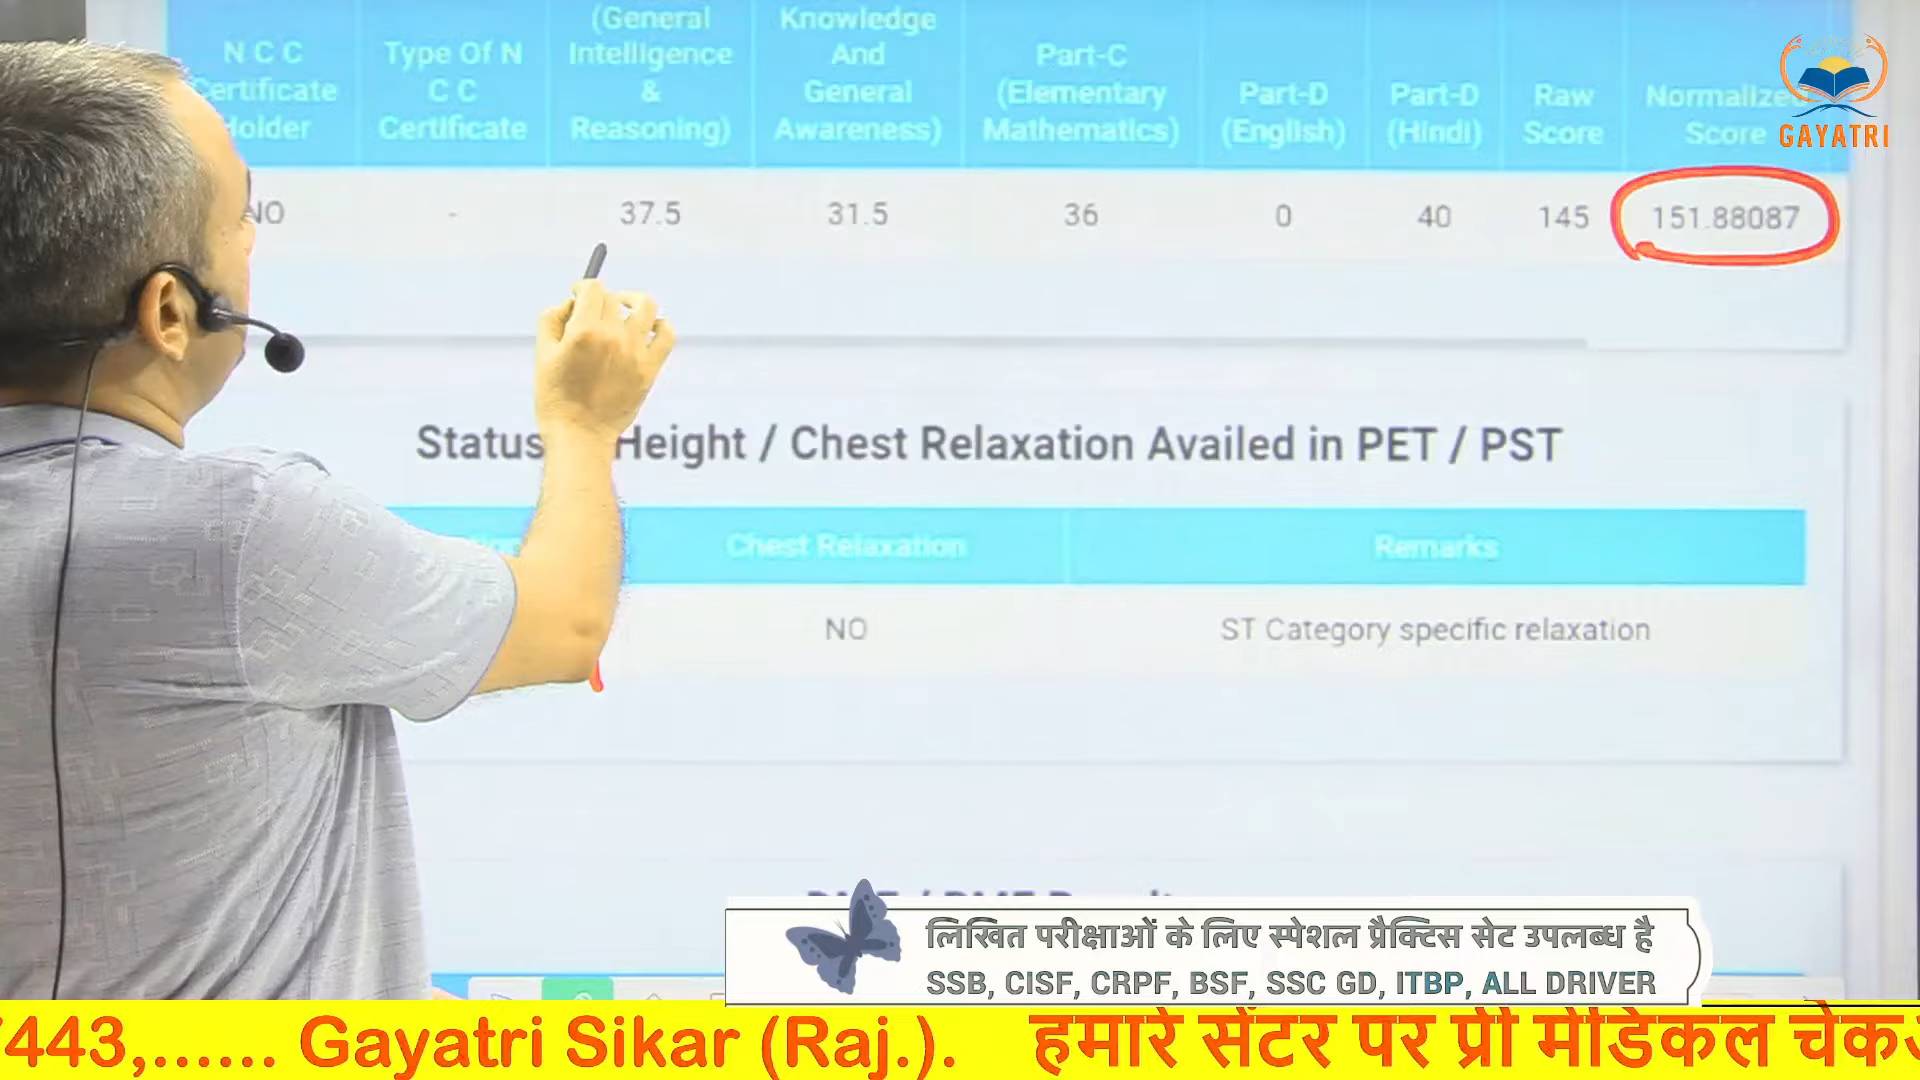 N C C
Certificate
Holder
Type Of N
C C
Certificate
(General
Intelligence
&
Reasoning)
Knowledge
And
General
Awareness)
Part-C
(Elementary
Mathematics)
Part-D
(English)
Part-D
(Hindi)
Raw
Score
Normalized
Score
GAYATRI
NO - 37.5 31.5 36 0 40 145 151.88087
Status Height / Chest Relaxation Availed in PET / PST
Chest Relaxation Remarks
NO ST Category specific relaxation
लिखित परीक्षाओं के लिए स्पेशल प्रैक्टिस सेट उपलब्ध है
SSB, CISF, CRPF, BSF, SSC GD, ITBP, ALL DRIVER
7443,...... Gayatri Sikar (Raj.). हमारे सेंटर पर प्री मेडिकल